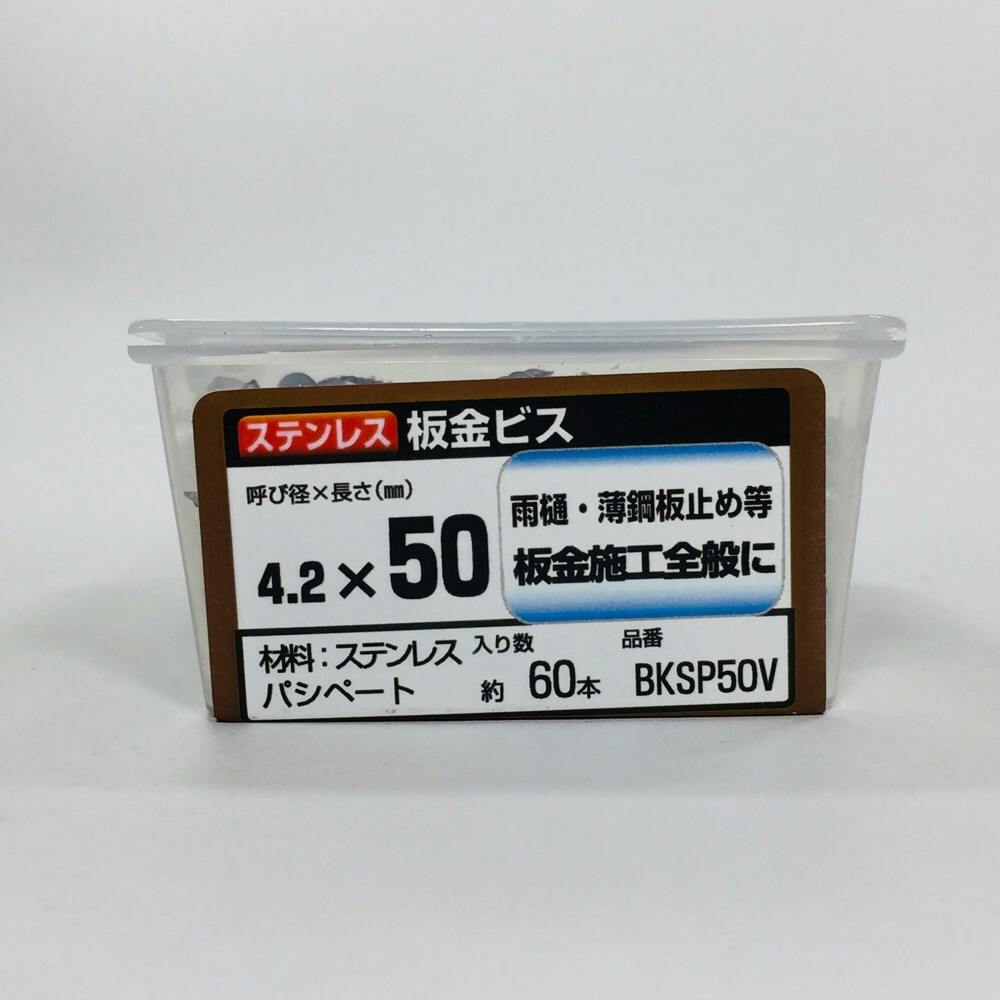 ステンレス 板金ビス
呼び径×長さ(㎜)
4.2×50
雨樋・薄鋼板止め等
板金施工全般に
材料:ステンレス
パシペート
入り数
約 60本
品番
BKSP50V